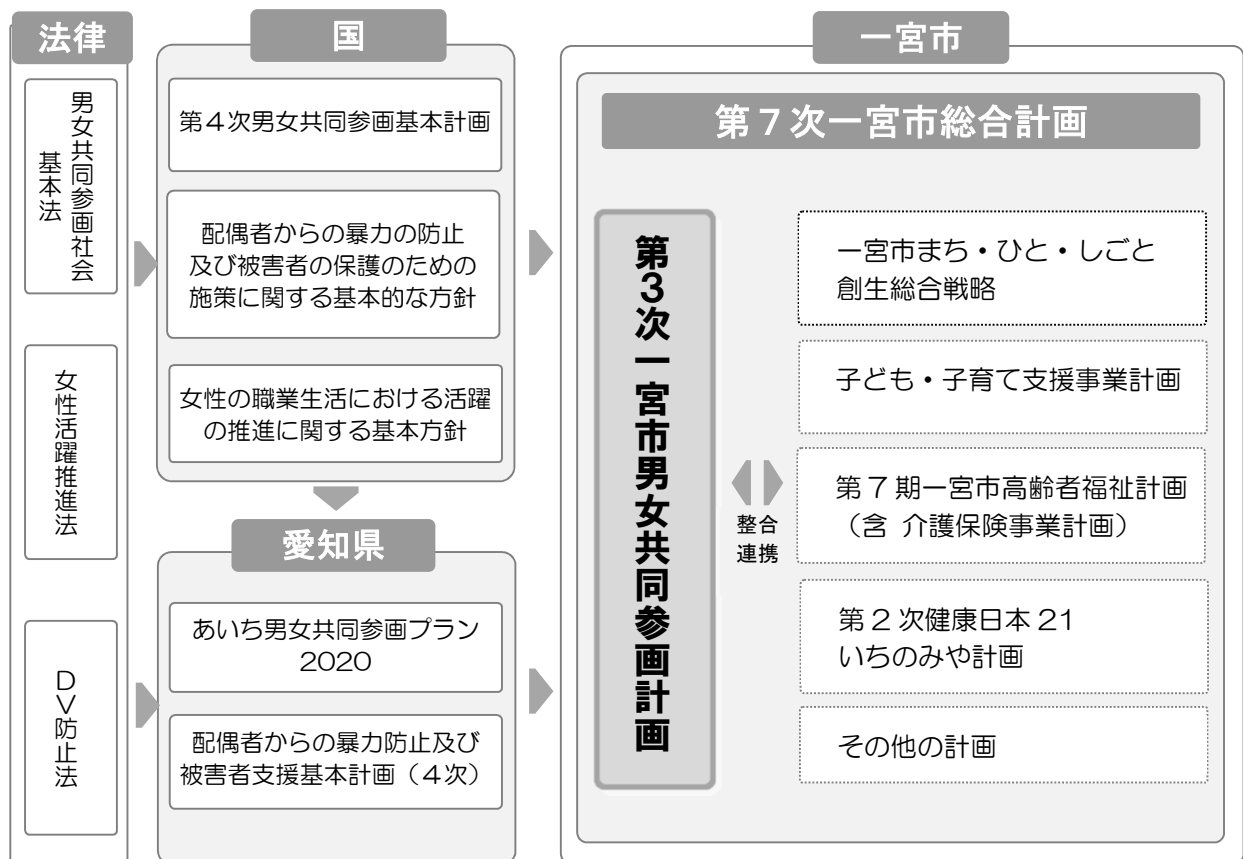 法律
男女共同参画社会
基本法
女性活躍推進法
DV防止法
国
第4次男女共同参画基本計画
配偶者からの暴力の防止
及び被害者の保護のための
施策に関する基本的な方針
女性の職業生活における活躍
の推進に関する基本方針
愛知県
あいち男女共同参画プラン
2020
配偶者からの暴力防止及び
被害者支援基本計画（4次）
一宮市
第7次一宮市総合計画
第3次一宮市男女共同参画計画
整合
連携
一宮市まち・ひと・しごと
創生総合戦略
子ども・子育て支援事業計画
第7期一宮市高齢者福祉計画
（含 介護保険事業計画）
第2次健康日本21
いちのみや計画
その他の計画